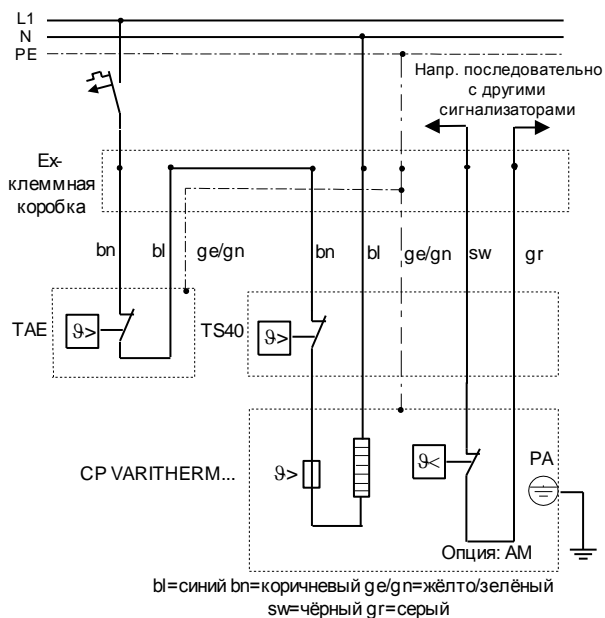 L1
N
PE
Напр. последовательно
с другими
сигнализаторами
Ex-
клеммная
коробка
bn
bl
ge/gn
bn
bl
ge/gn
sw
gr
TAE
ϑ>
TS40
ϑ>
CP VARITHERM...
ϑ>
ϑ<
PA
Опция: AM
bl=синий bn=коричневый ge/gn=жёлто/зелёный
sw=чёрный gr=серый